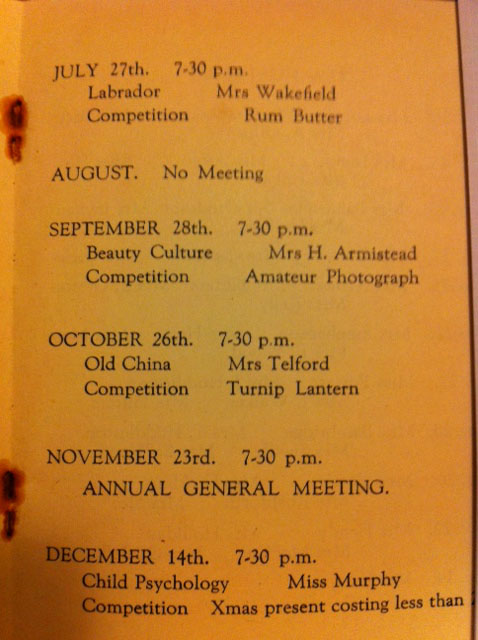 JULY 27th. 7-30 p.m.
Labrador Mrs Wakefield
Competition Rum Butter
AUGUST. No Meeting
SEPTEMBER 28th. 7-30 p.m.
Beauty Culture Mrs H. Armistead
Competition Amateur Photograph
OCTOBER 26th. 7-30 p.m.
Old China Mrs Telford
Competition Turnip Lantern
NOVEMBER 23rd. 7-30 p.m.
ANNUAL GENERAL MEETING.
DECEMBER 14th. 7-30 p.m.
Child Psychology Miss Murphy
Competition Xmas present costing less than